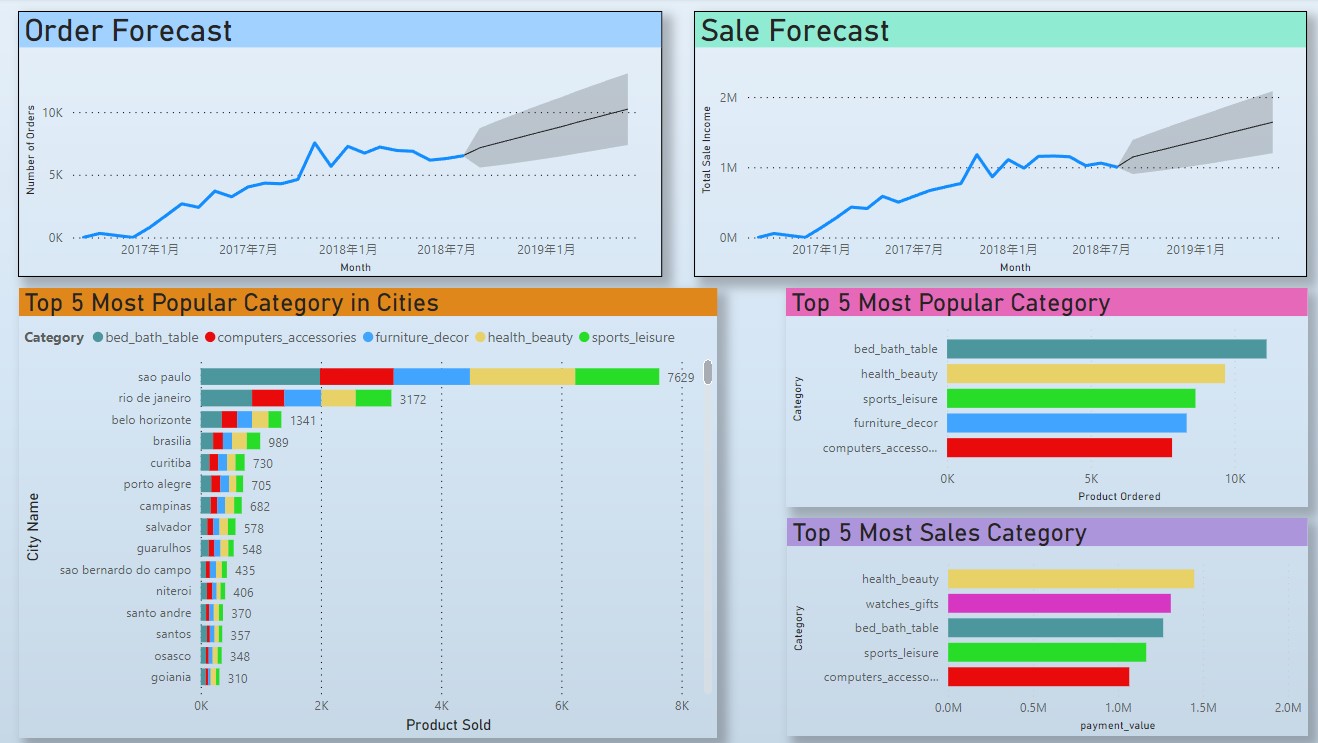 Order Forecast
Number of Orders
10K
5K
0K
2017年1月 2017年7月 2018年1月 2018年7月 2019年1月
Month
Sale Forecast
Total Sale Income
2M
1M
0M
2017年1月 2017年7月 2018年1月 2018年7月 2019年1月
Month
Top 5 Most Popular Category in Cities
Category bed_bath_table computers_accessories furniture_decor health_beauty sports_leisure
City Name
sao paulo 7629
rio de janeiro 3172
belo horizonte 1341
brasilia 989
curitiba 730
porto alegre 705
campinas 682
salvador 578
guarulhos 548
sao bernardo do campo 435
niteroi 406
santo andre 370
santos 357
osasco 348
goiania 310
0K 2K 4K 6K 8K
Product Sold
Top 5 Most Popular Category
Category
bed_bath_table
health_beauty
sports_leisure
furniture_decor
computers_accesso...
0K 5K 10K
Product Ordered
Top 5 Most Sales Category
Category
health_beauty
watches_gifts
bed_bath_table
sports_leisure
computers_accesso...
0.0M 0.5M 1.0M 1.5M 2.0M
payment_value